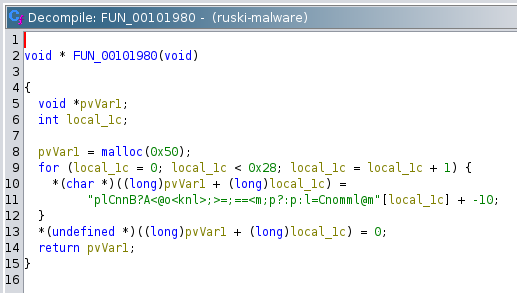 Decompile: FUN_00101980 - (ruski-malware)
1
2 void * FUN_00101980(void)
3
4 {
5 void *pvVar1;
6 int local_1c;
7
8 pvVar1 = malloc(0x50);
9 for (local_1c = 0; local_1c < 0x28; local_1c = local_1c + 1) {
10 *(char *)((long)pvVar1 + (long)local_1c) =
11 "plCnnB?A<@o<knl>;>=;==<m;p?:p:l=Cnomml@m"[local_1c] + -10;
12 }
13 *(undefined *)((long)pvVar1 + (long)local_1c) = 0;
14 return pvVar1;
15 }
16